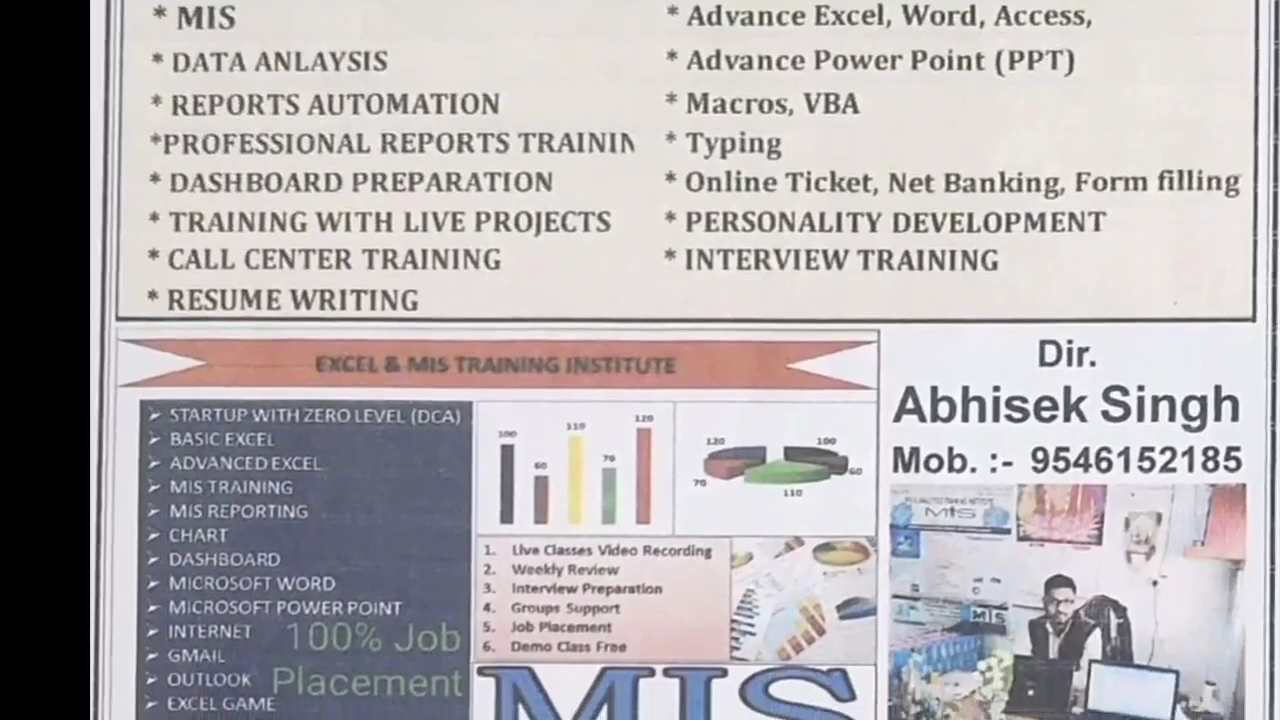 * MIS
* DATA ANLAYSIS
* REPORTS AUTOMATION
*PROFESSIONAL REPORTS TRAININ
* DASHBOARD PREPARATION
* TRAINING WITH LIVE PROJECTS
* CALL CENTER TRAINING
* RESUME WRITING
* Advance Excel, Word, Access,
* Advance Power Point (PPT)
* Macros, VBA
* Typing
* Online Ticket, Net Banking, Form filling
* PERSONALITY DEVELOPMENT
* INTERVIEW TRAINING
EXCEL & MIS TRAINING INSTITUTE
➢ STARTUP WITH ZERO LEVEL (DCA)
➢ BASIC EXCEL
➢ ADVANCED EXCEL
➢ MIS TRAINING
➢ MIS REPORTING
➢ CHART
➢ DASHBOARD
➢ MICROSOFT WORD
➢ MICROSOFT POWER POINT
➢ INTERNET
➢ GMAIL
➢ OUTLOOK
➢ EXCEL GAME
100% Job
Placement
100
60
110
70
120
120
100
60
110
70
1. Live Classes Video Recording
2. Weekly Review
3. Interview Preparation
4. Groups Support
5. Job Placement
6. Demo Class Free
MIS
Dir.
Abhisek Singh
Mob. :- 9546152185
MIS
MIS